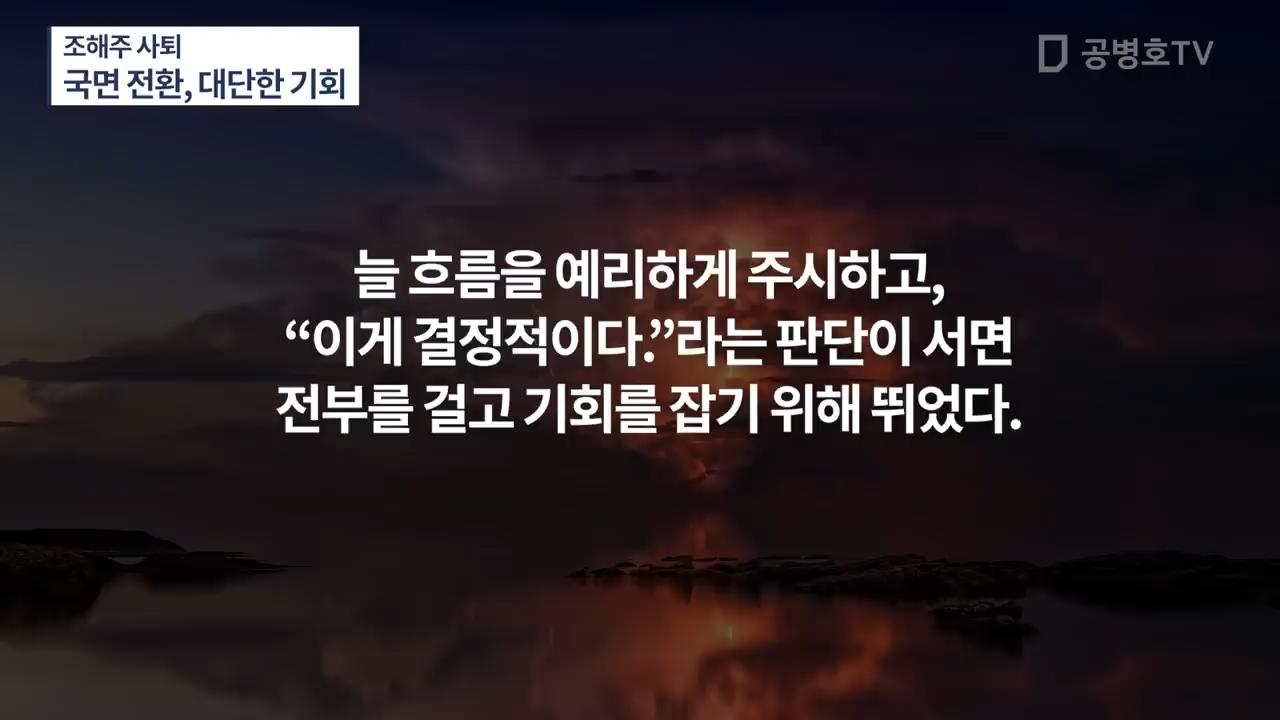 조해주 사퇴
국면 전환, 대단한 기회
공병호TV
늘 흐름을 예리하게 주시하고,
“이게 결정적이다.”라는 판단이 서면
전부를 걸고 기회를 잡기 위해 뛰었다.